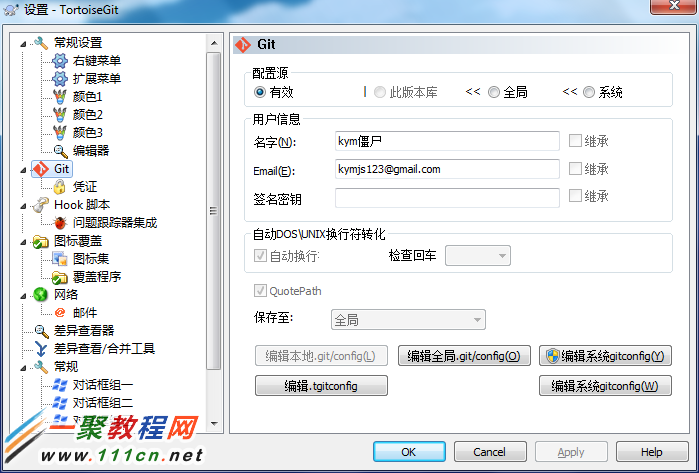 设置 - TortoiseGit
常规设置
右键菜单
扩展菜单
颜色1
颜色2
颜色3
编辑器
Git
凭证
Hook 脚本
问题跟踪器集成
图标覆盖
图标集
覆盖程序
网络
邮件
差异查看器
差异查看/合并工具
常规
对话框组一
对话框组二
Git
配置源
有效 | 此版本库 << 全局 << 系统
用户信息
名字(N): kym僵尸 继承
Email(E): kymjs123@gmail.com 继承
签名密钥 继承
自动DOS\UNIX换行符转化
自动换行: 检查回车
QuotePath
保存至: 全局
编辑本地.git/config(L) 编辑全局.git/config(O) 编辑系统gitconfig(Y)
编辑.tgitconfig 编辑系统gitconfig(W)
OK Cancel Apply Help
一聚教程网
www.111cn.net